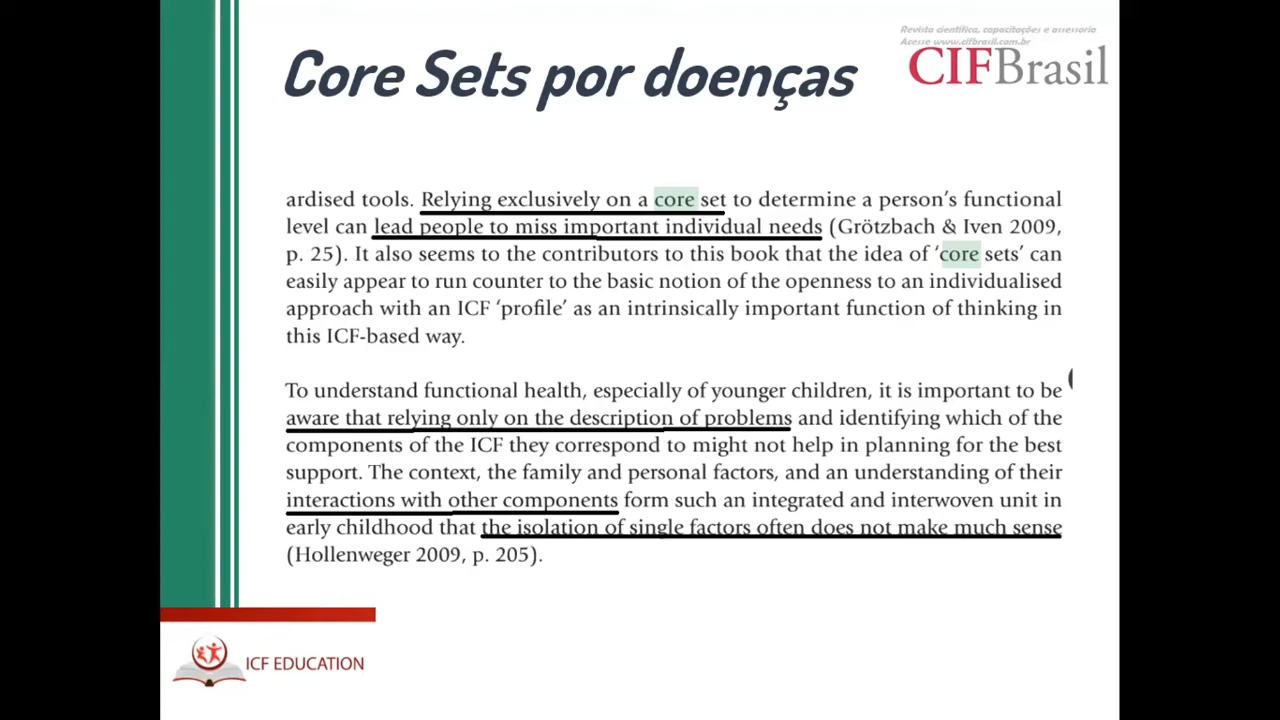 Revista científica, capacitações e assessoria
Acesse www.cifbrasil.com.br
CIFBrasil
Core Sets por doenças
ardised tools. Relying exclusively on a core set to determine a person's functional
level can lead people to miss important individual needs (Grötzbach & Iven 2009,
p. 25). It also seems to the contributors to this book that the idea of 'core sets' can
easily appear to run counter to the basic notion of the openness to an individualised
approach with an ICF 'profile' as an intrinsically important function of thinking in
this ICF-based way.
To understand functional health, especially of younger children, it is important to be
aware that relying only on the description of problems and identifying which of the
components of the ICF they correspond to might not help in planning for the best
support. The context, the family and personal factors, and an understanding of their
interactions with other components form such an integrated and interwoven unit in
early childhood that the isolation of single factors often does not make much sense
(Hollenweger 2009, p. 205).
ICF EDUCATION